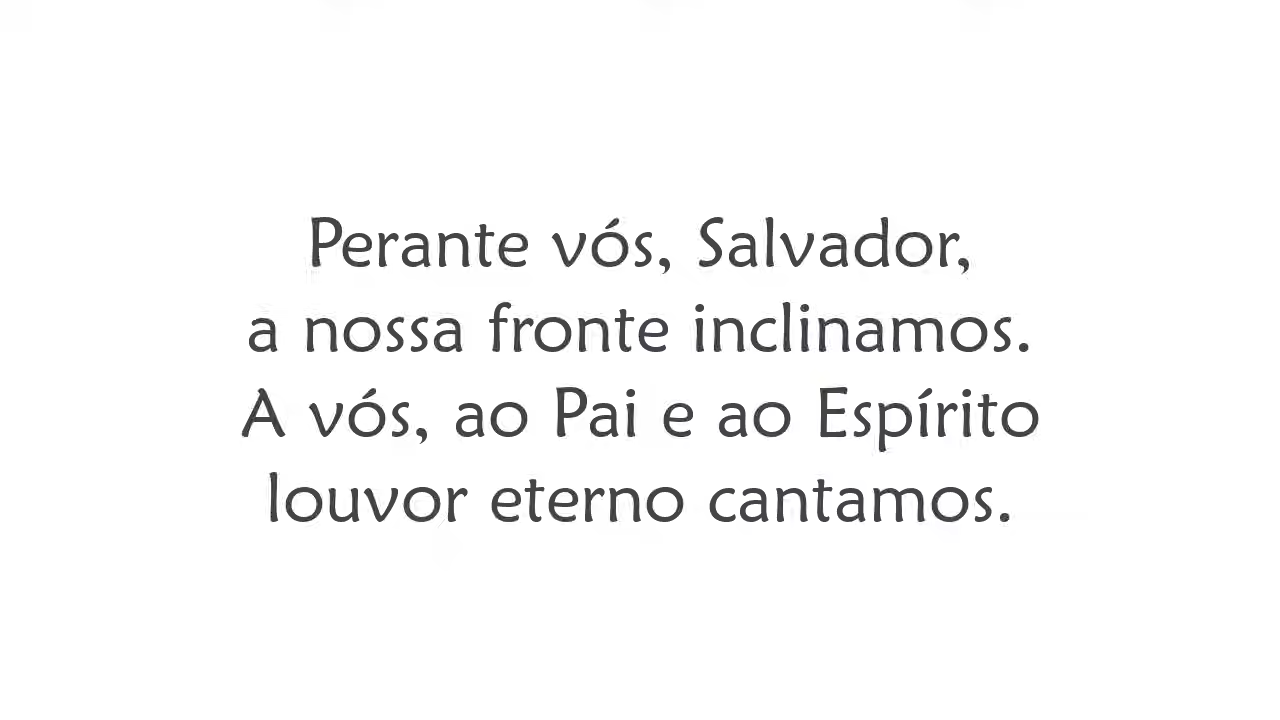 Perante vós, Salvador,
a nossa fronte inclinamos.
A vós, ao Pai e ao Espírito
louvor eterno cantamos.